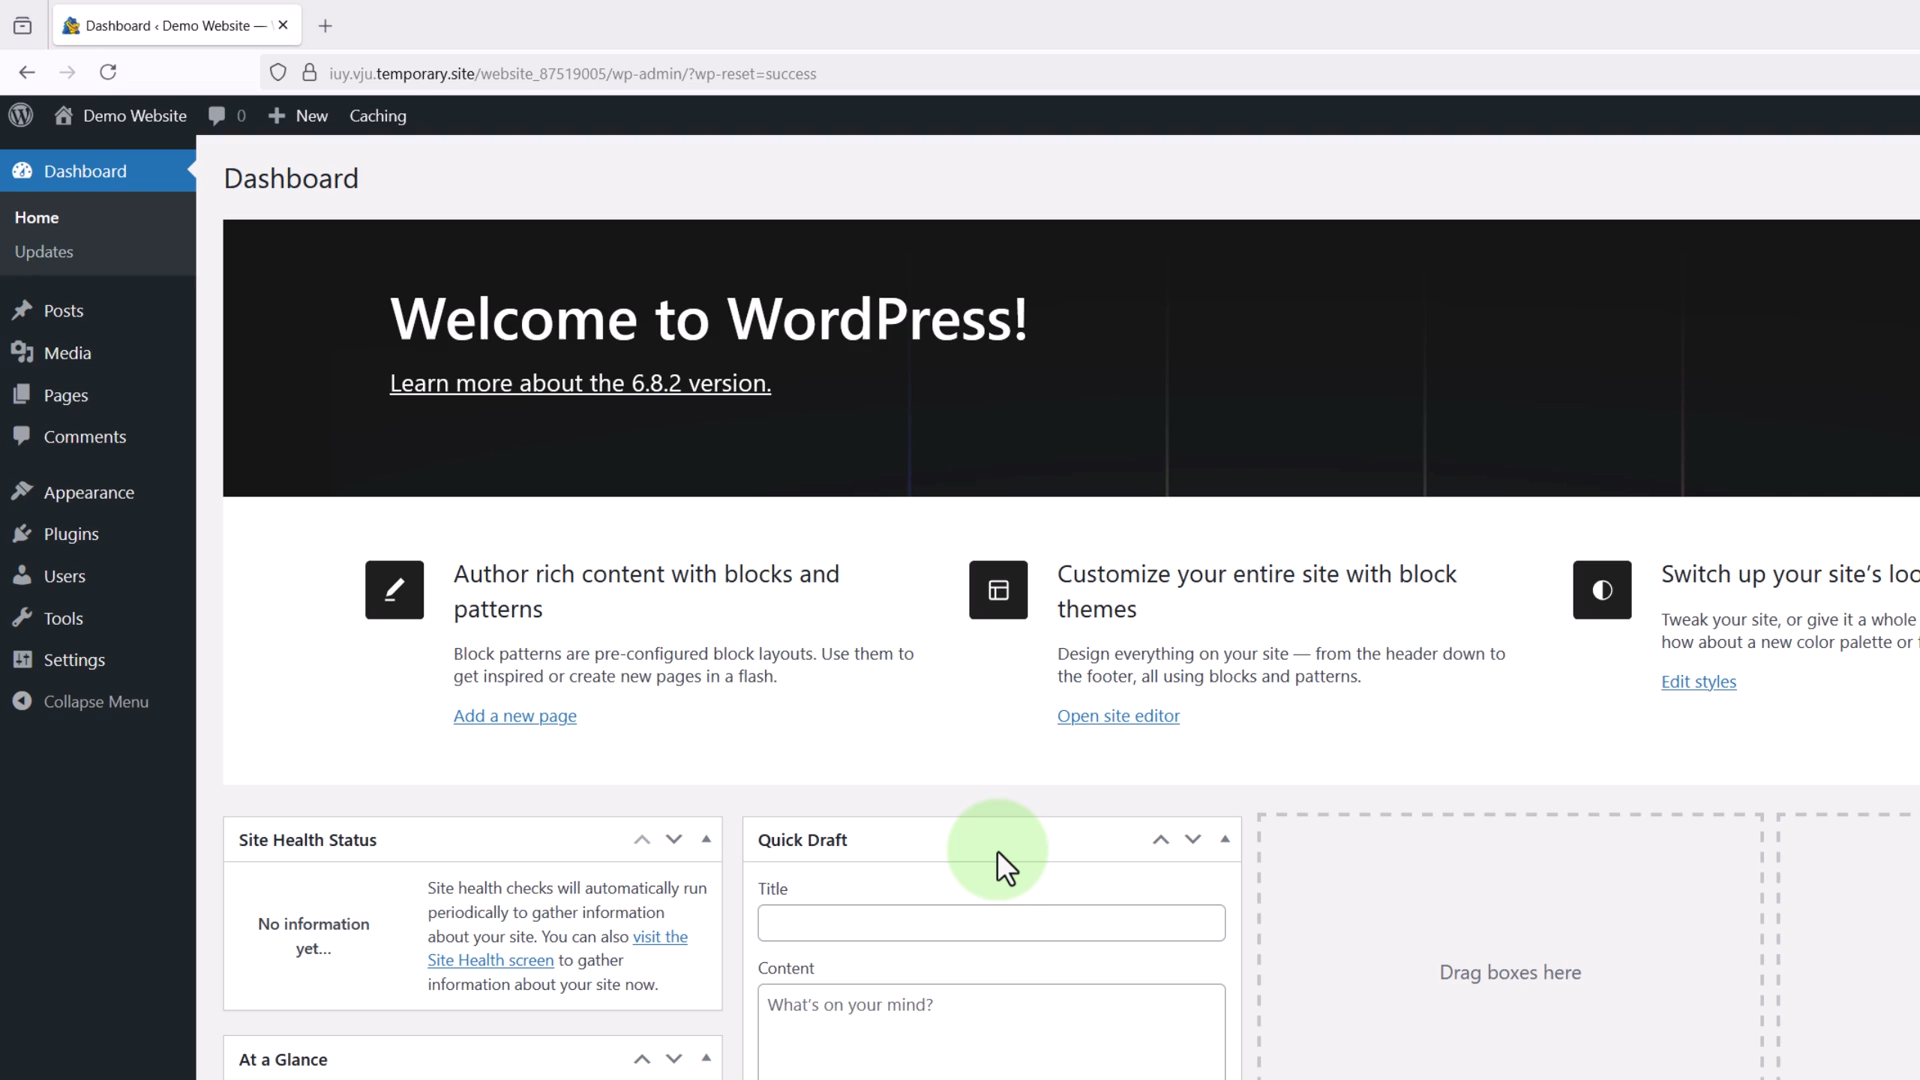 Dashboard ‹ Demo Website —
iuy.vju.temporary.site/website_87519005/wp-admin/?wp-reset=success
Demo Website 0 New Caching
Dashboard
Home
Updates
Posts
Media
Pages
Comments
Appearance
Plugins
Users
Tools
Settings
Collapse Menu
Dashboard
Welcome to WordPress!
Learn more about the 6.8.2 version.
Author rich content with blocks and
patterns
Block patterns are pre-configured block layouts. Use them to
get inspired or create new pages in a flash.
Add a new page
Customize your entire site with block
themes
Design everything on your site — from the header down to
the footer, all using blocks and patterns.
Open site editor
Switch up your site's
Tweak your site, or give it a whole
how about a new color palette or
Edit styles
Site Health Status
No information
yet...
Site health checks will automatically run
periodically to gather information
about your site. You can also visit the
Site Health screen to gather
information about your site now.
At a Glance
Quick Draft
Title
Content
What's on your mind?
Drag boxes here